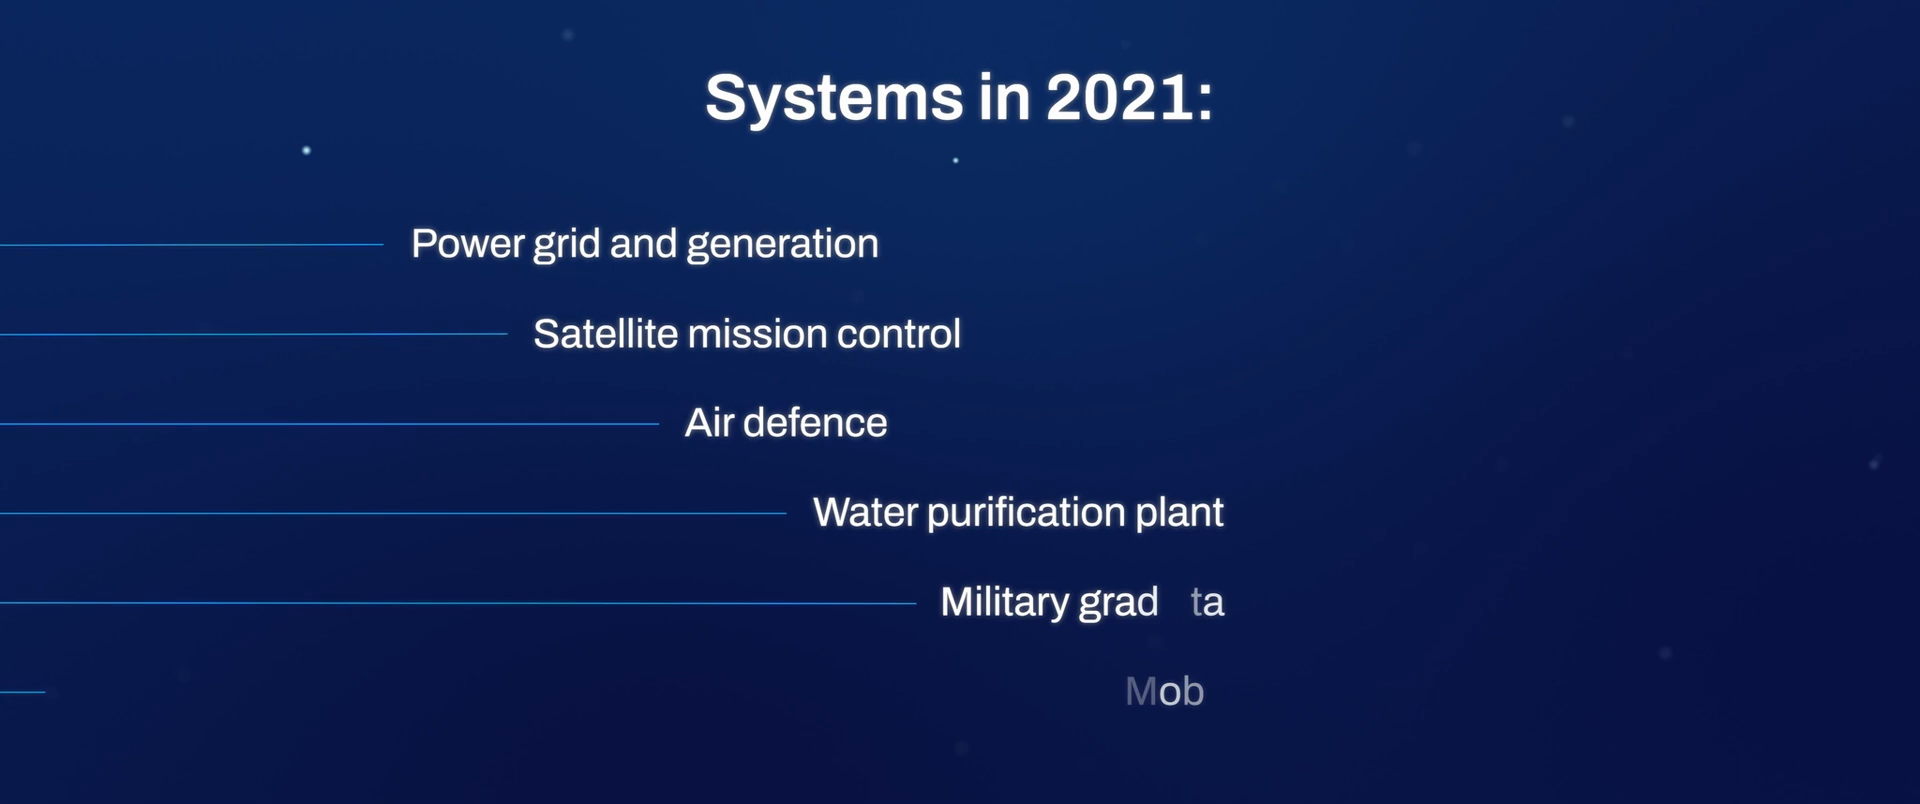 Systems in 2021:
Power grid and generation
Satellite mission control
Air defence
Water purification plant
Military grad ta
Mob